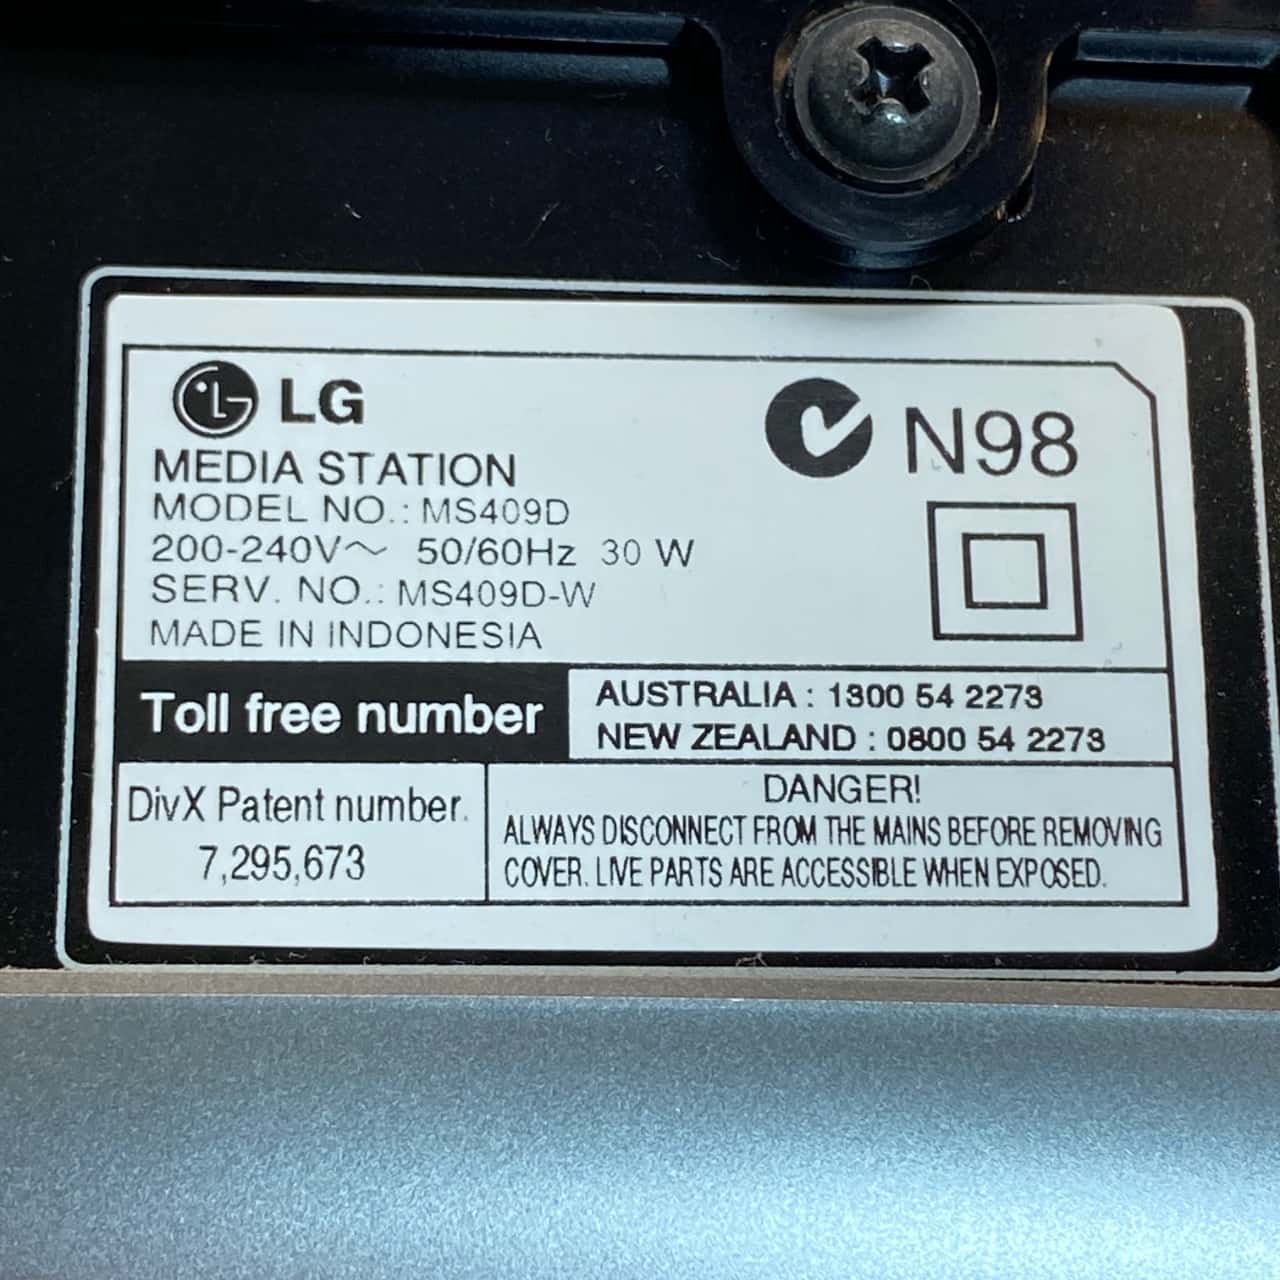 LG
N98
MEDIA STATION
MODEL NO.: MS409D
200-240V~ 50/60Hz 30 W
SERV. NO.: MS409D-W
MADE IN INDONESIA
Toll free number
AUSTRALIA : 1300 54 2273
NEW ZEALAND : 0800 54 2273
DivX Patent number.
7,295,673
DANGER!
ALWAYS DISCONNECT FROM THE MAINS BEFORE REMOVING
COVER. LIVE PARTS ARE ACCESSIBLE WHEN EXPOSED.